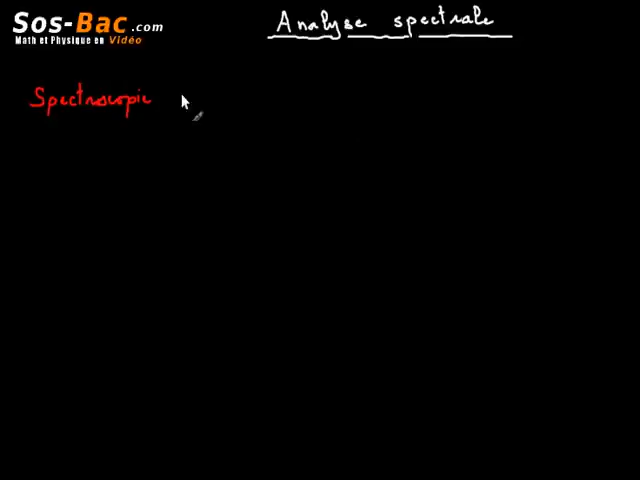 Sos-Bac.com
Math et Physique en Vidéo
Analyse spectrale
Spectroscopie